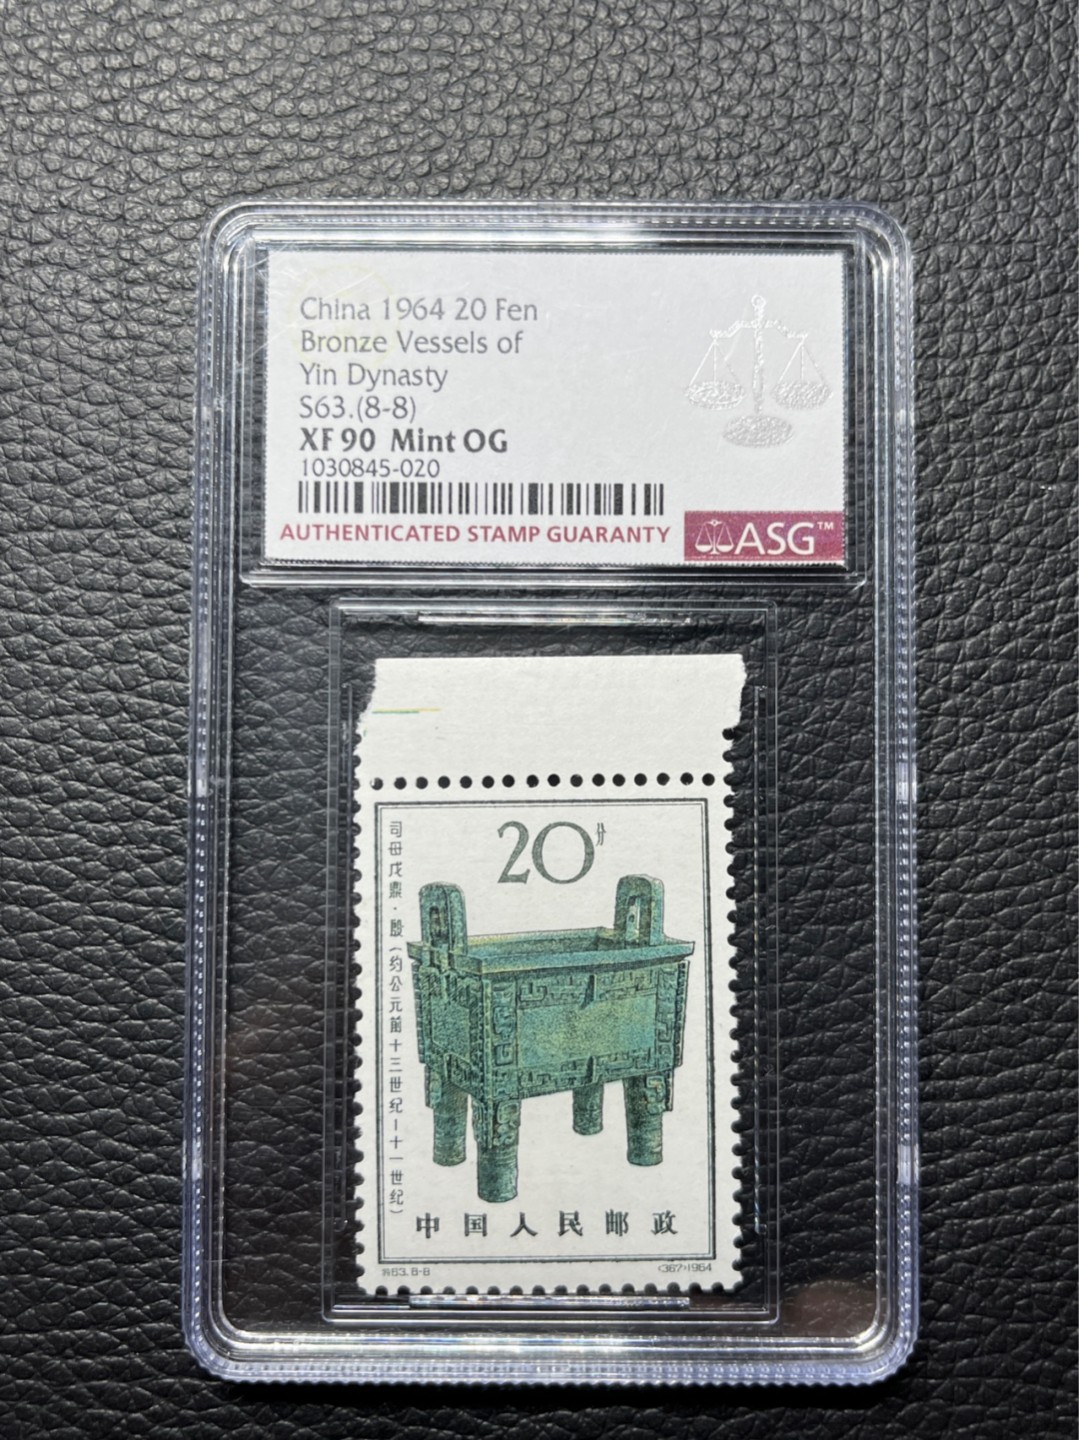 China 1964 20 Fen
Bronze Vessels of
Yin Dynasty
S63.(8-8)
XF 90 Mint OG
1030845-020
AUTHENTICATED STAMP GUARANTY
ASG™
20分
司母戊鼎·殷(约公元前十三世纪—十一世纪)
中国人民邮政
特63.8-8
(367)1964